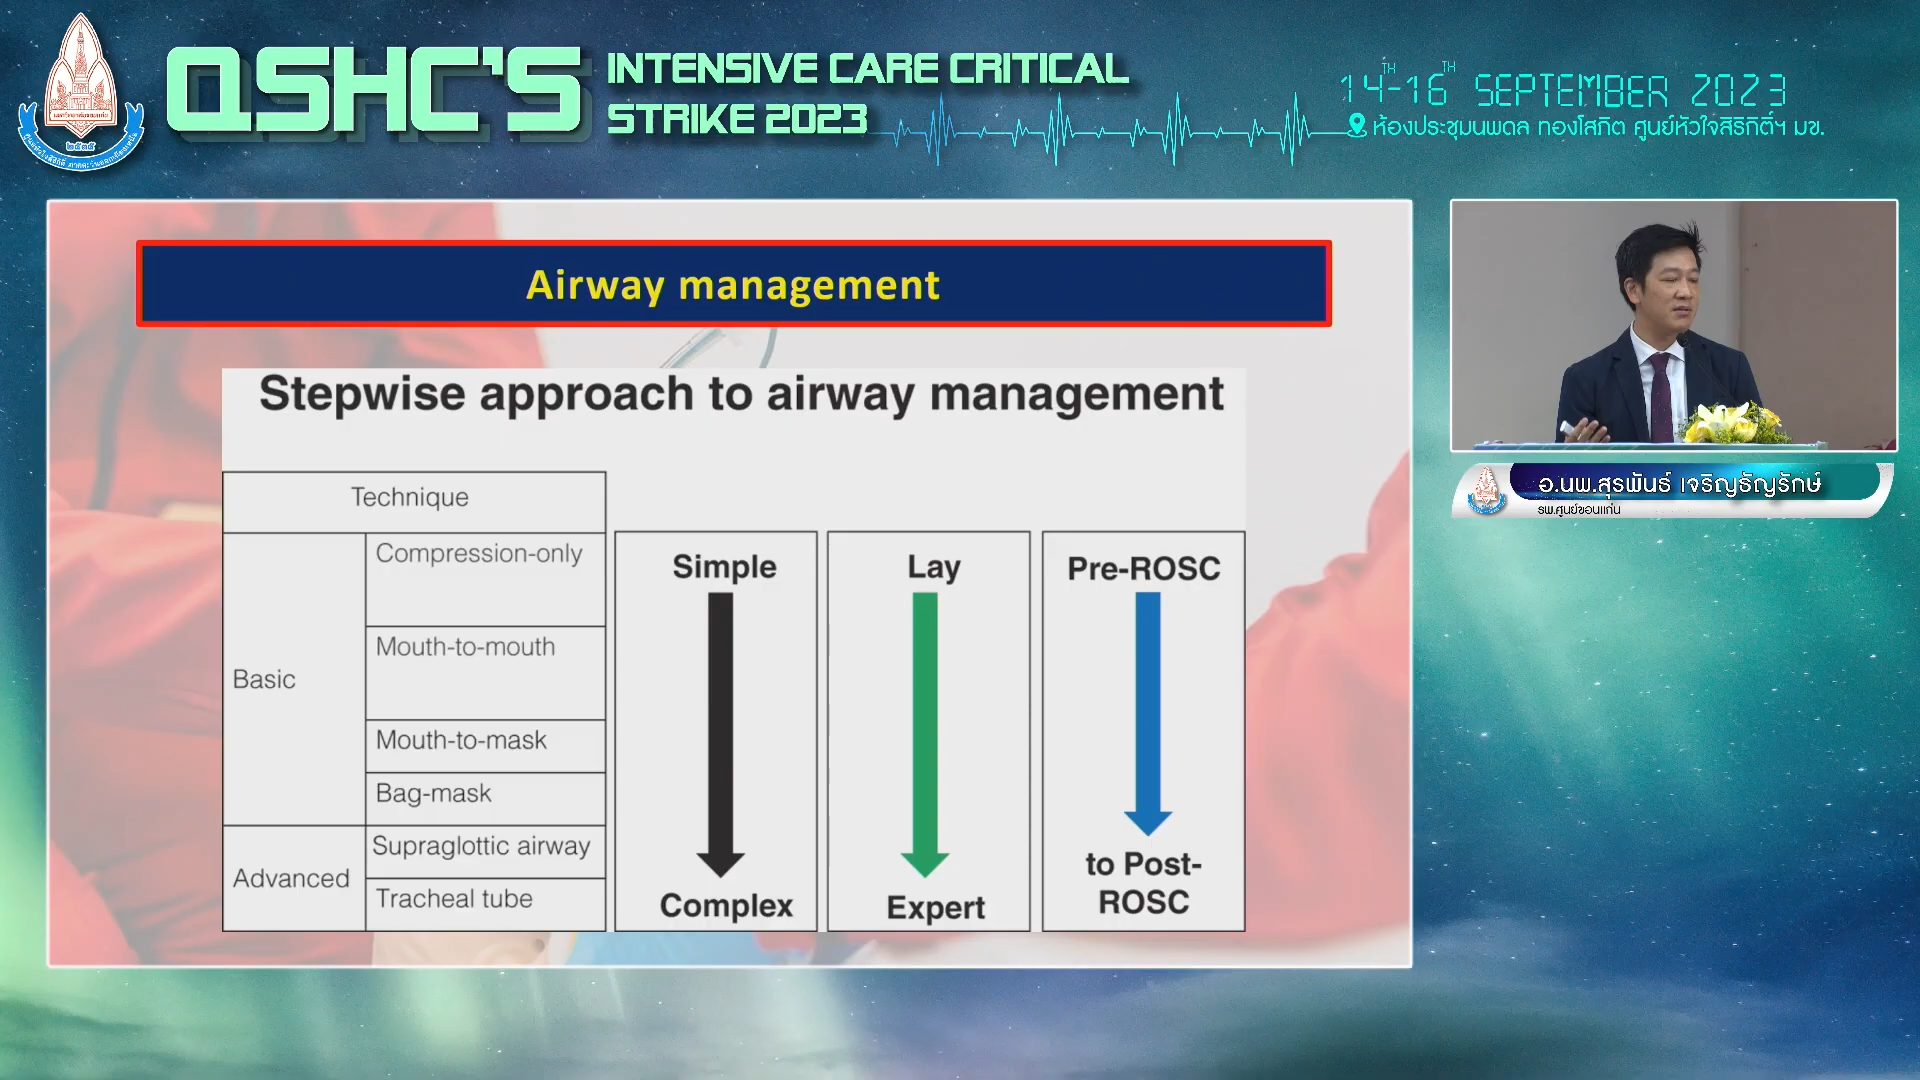 QSHC'S
INTENSIVE CARE CRITICAL
STRIKE 2023
14TH-16TH SEPTEMBER 2023
ห้องประชุมนพดล ทองโสภิต ศูนย์หัวใจสิริกิติ์ฯ มข.
๒๕๓๕
Airway management
Stepwise approach to airway management
Technique
Basic
Compression-only
Mouth-to-mouth
Mouth-to-mask
Bag-mask
Advanced
Supraglottic airway
Tracheal tube
Simple
Complex
Lay
Expert
Pre-ROSC
to Post-
ROSC
อ.นพ.สุรพันธ์ เจริญธัญรักษ์
รพ.ศูนย์ขอนแก่น